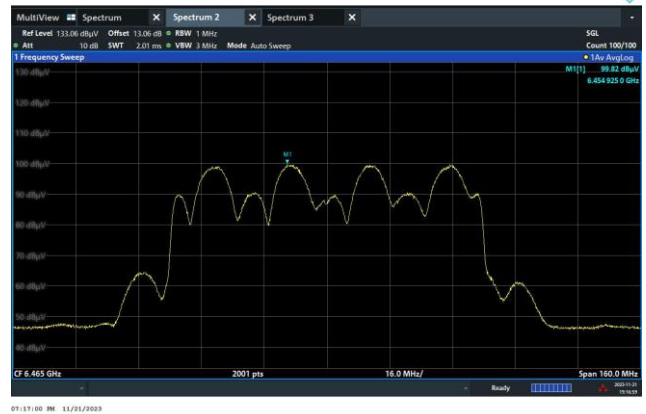 MultiView Spectrum X Spectrum 2 X Spectrum 3 X
Ref Level 133.06 dBµV Offset 13.06 dB RBW 1 MHz SGL
Att 10 dB SWT 2.01 ms VBW 3 MHz Mode Auto Sweep Count 100/100
1 Frequency Sweep 1Av AvgLog
M1[1] 99.82 dBµV
6.454 925 0 GHz
130 dBµV
120 dBµV
110 dBµV
M1
100 dBµV
90 dBµV
80 dBµV
70 dBµV
60 dBµV
50 dBµV
40 dBµV
CF 6.465 GHz 2001 pts 16.0 MHz/ Span 160.0 MHz
Ready 2023-11-21
07:17:00 PM 11/21/2023